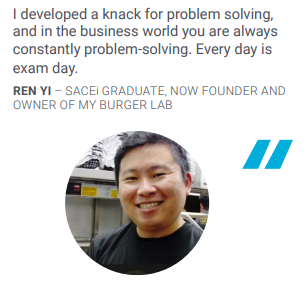 I developed a knack for problem solving,
and in the business world you are always
constantly problem-solving. Every day is
exam day.
REN YI – SACEi GRADUATE, NOW FOUNDER AND
OWNER OF MY BURGER LAB